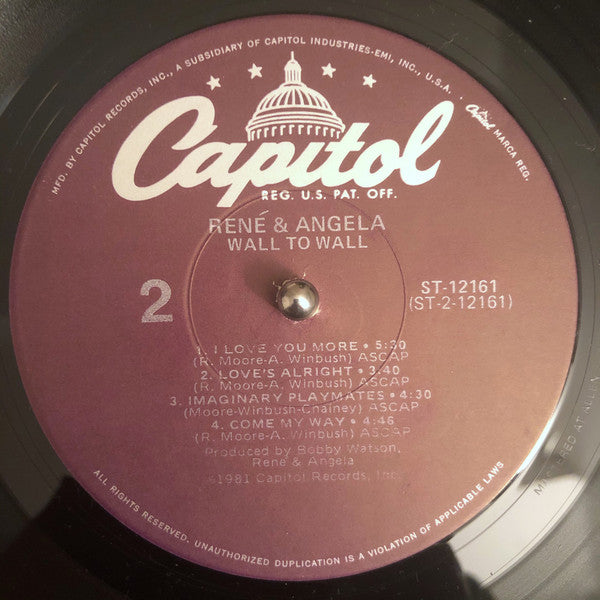 MFD. BY CAPITOL RECORDS, INC., A SUBSIDIARY OF CAPITOL INDUSTRIES-EMI, INC., U.S.A.
Capitol MARCA REG.
Capitol
REG. U.S. PAT. OFF.
RENÉ & ANGELA
WALL TO WALL
2
ST-12161
(ST-2-12161)
1. I LOVE YOU MORE • 5:30
(R. Moore-A. Winbush) ASCAP
2. LOVE'S ALRIGHT • 3:40
(R. Moore-A. Winbush) ASCAP
3. IMAGINARY PLAYMATES • 4:30
(Moore-Winbush-Chainey) ASCAP
4. COME MY WAY • 4:46
(R. Moore-A. Winbush) ASCAP
Produced by Bobby Watson,
René & Angela
©1981 Capitol Records, Inc.
ALL RIGHTS RESERVED. UNAUTHORIZED DUPLICATION IS A VIOLATION OF APPLICABLE LAWS
AT ALLEN